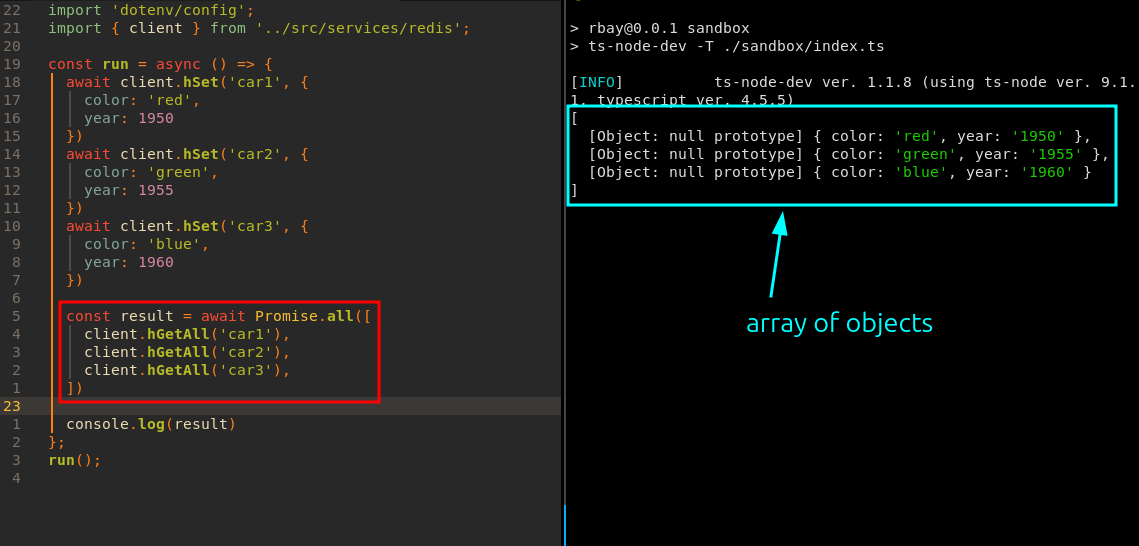 22 import 'dotenv/config';
21 import { client } from '../src/services/redis';
20
19 const run = async () => {
18 await client.hSet('car1', {
17 color: 'red',
16 year: 1950
15 })
14 await client.hSet('car2', {
13 color: 'green',
12 year: 1955
11 })
10 await client.hSet('car3', {
9 color: 'blue',
8 year: 1960
7 })
6
5 const result = await Promise.all([
4 client.hGetAll('car1'),
3 client.hGetAll('car2'),
2 client.hGetAll('car3'),
1 ])
23
1 console.log(result)
2 };
3 run();
4
> rbay@0.0.1 sandbox
> ts-node-dev -T ./sandbox/index.ts
[INFO] ts-node-dev ver. 1.1.8 (using ts-node ver. 9.1.
1, typescript ver. 4.5.5)
[
[Object: null prototype] { color: 'red', year: '1950' },
[Object: null prototype] { color: 'green', year: '1955' },
[Object: null prototype] { color: 'blue', year: '1960' }
]
array of objects